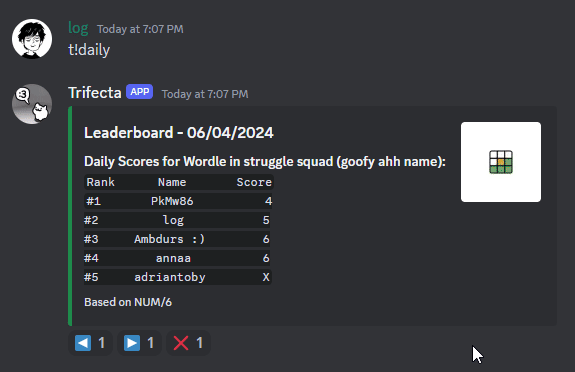 log Today at 7:07 PM
t!daily
Trifecta APP Today at 7:07 PM
Leaderboard - 06/04/2024
Daily Scores for Wordle in struggle squad (goofy ahh name):
Rank Name Score
#1 PkMw86 4
#2 log 5
#3 Ambdurs :) 6
#4 annaa 6
#5 adriantoby X
Based on NUM/6
1 1 1